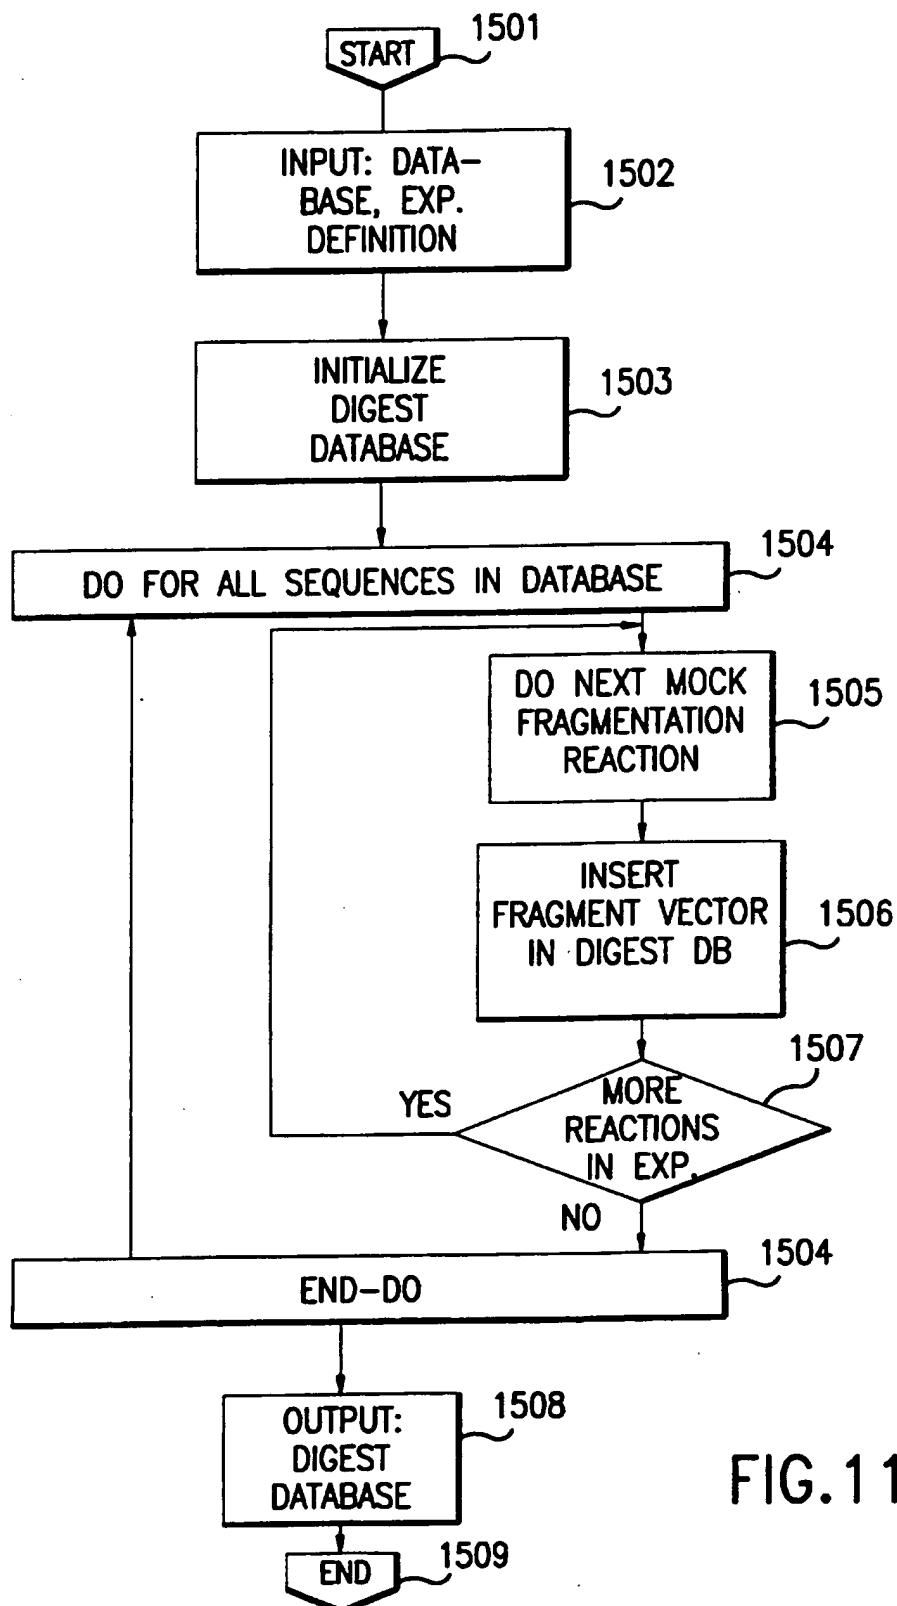 START
1501
INPUT: DATA-
BASE, EXP.
DEFINITION
1502
INITIALIZE
DIGEST
DATABASE
1503
DO FOR ALL SEQUENCES IN DATABASE
1504
DO NEXT MOCK
FRAGMENTATION
REACTION
1505
INSERT
FRAGMENT VECTOR
IN DIGEST DB
1506
MORE
REACTIONS
IN EXP.
1507
YES
NO
END-DO
1504
OUTPUT:
DIGEST
DATABASE
1508
END
1509
FIG.11